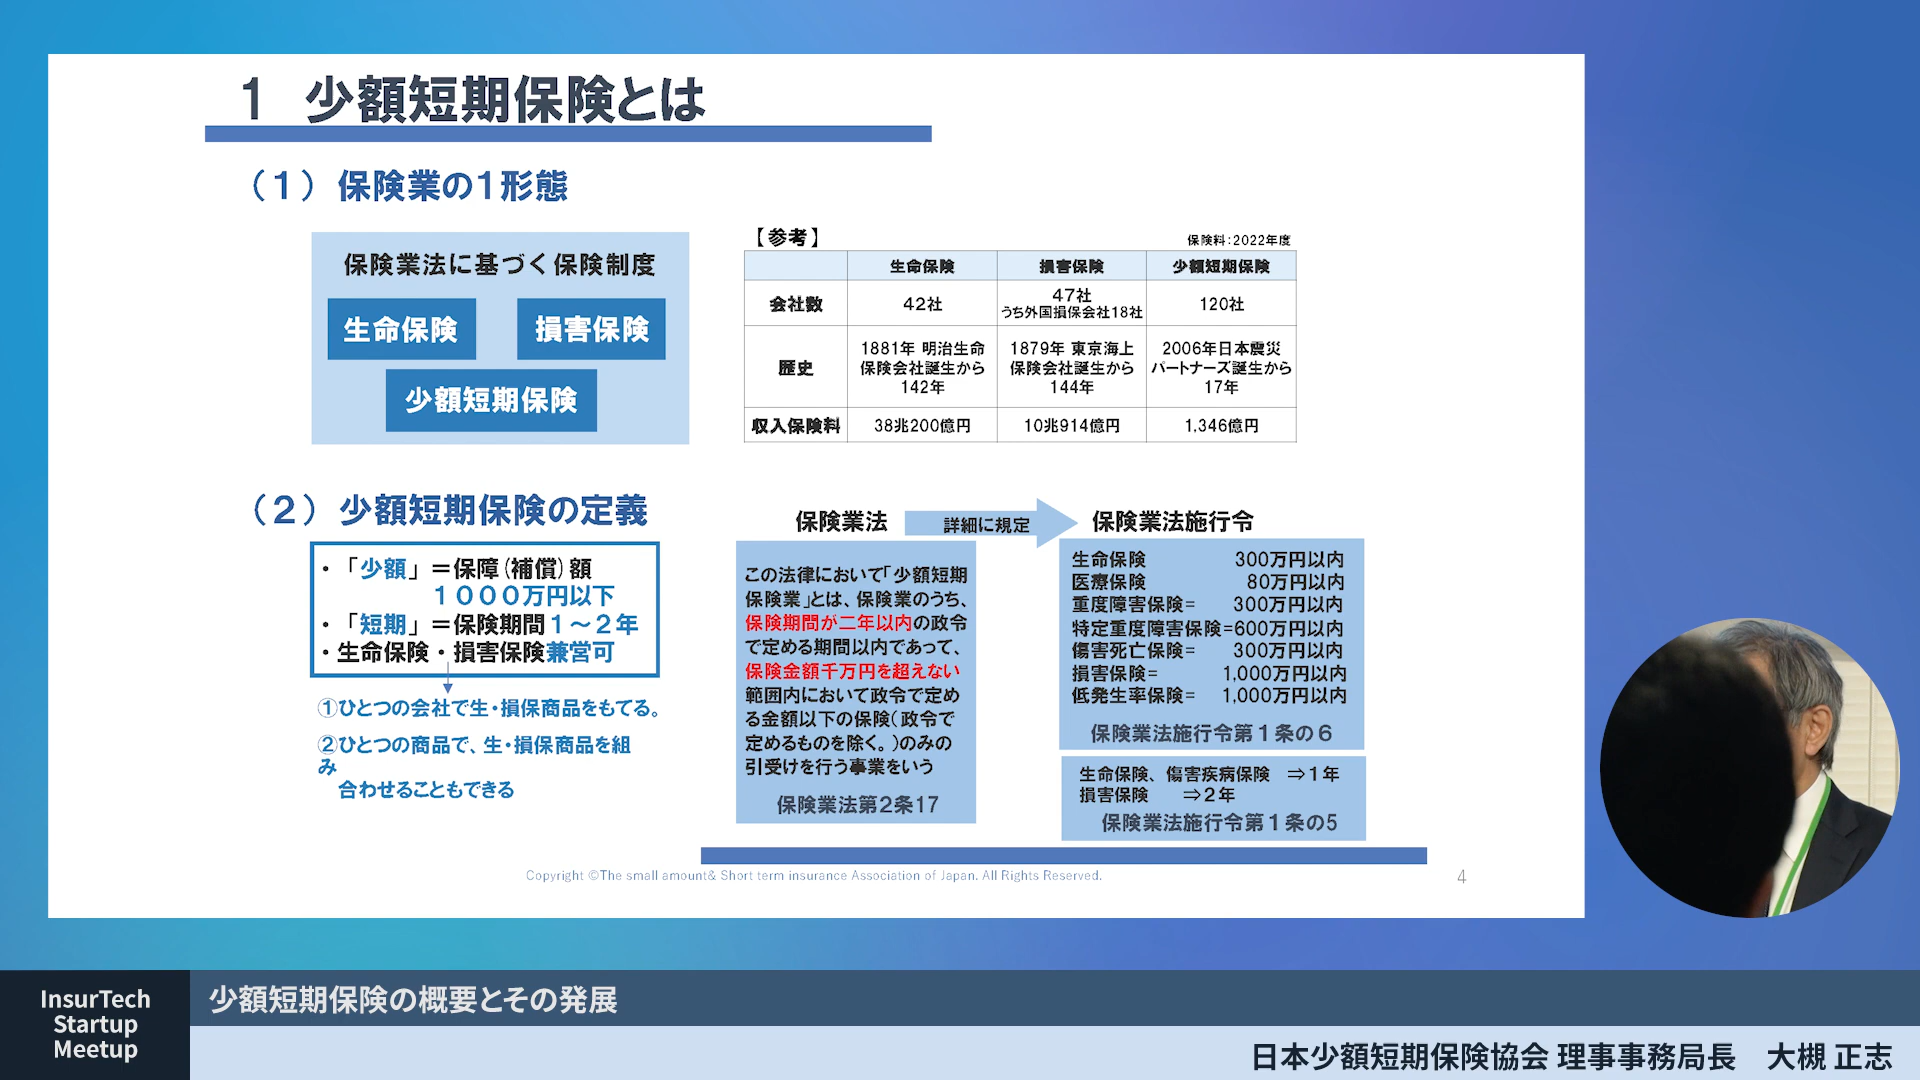 1 少額短期保険とは
(1)保険業の1形態
保険業法に基づく保険制度
生命保険
損害保険
少額短期保険
【参考】
保険料：2022年度
生命保険 損害保険 少額短期保険
会社数 42社 47社 120社
うち外国損保会社18社
歴史
1881年 明治生命
保険会社誕生から
142年
1879年 東京海上
保険会社誕生から
144年
2006年日本震災
パートナーズ誕生から
17年
収入保険料 38兆200億円 10兆914億円 1,346億円
(2)少額短期保険の定義
・「少額」＝保障(補償)額
１０００万円以下
・「短期」＝保険期間１～２年
・生命保険・損害保険兼営可
①ひとつの会社で生・損保商品をもてる。
②ひとつの商品で、生・損保商品を組
み
合わせることもできる
保険業法
詳細に規定
保険業法施行令
この法律において「少額短期
保険業」とは、保険業のうち、
保険期間が二年以内の政令
で定める期間以内であって、
保険金額千万円を超えない
範囲内において政令で定め
る金額以下の保険(政令で
定めるものを除く。)のみの
引受けを行う事業をいう
保険業法第2条17
生命保険 300万円以内
医療保険 80万円以内
重度障害保険= 300万円以内
特定重度障害保険=600万円以内
傷害死亡保険= 300万円以内
損害保険= 1,000万円以内
低発生率保険= 1,000万円以内
保険業法施行令第１条の６
生命保険、傷害疾病保険 ⇒１年
損害保険 ⇒２年
保険業法施行令第１条の5
Copyright ©The small amount& Short term insurance Association of Japan. All Rights Reserved.
4
InsurTech
Startup
Meetup
少額短期保険の概要とその発展
日本少額短期保険協会 理事事務局長 大槻 正志